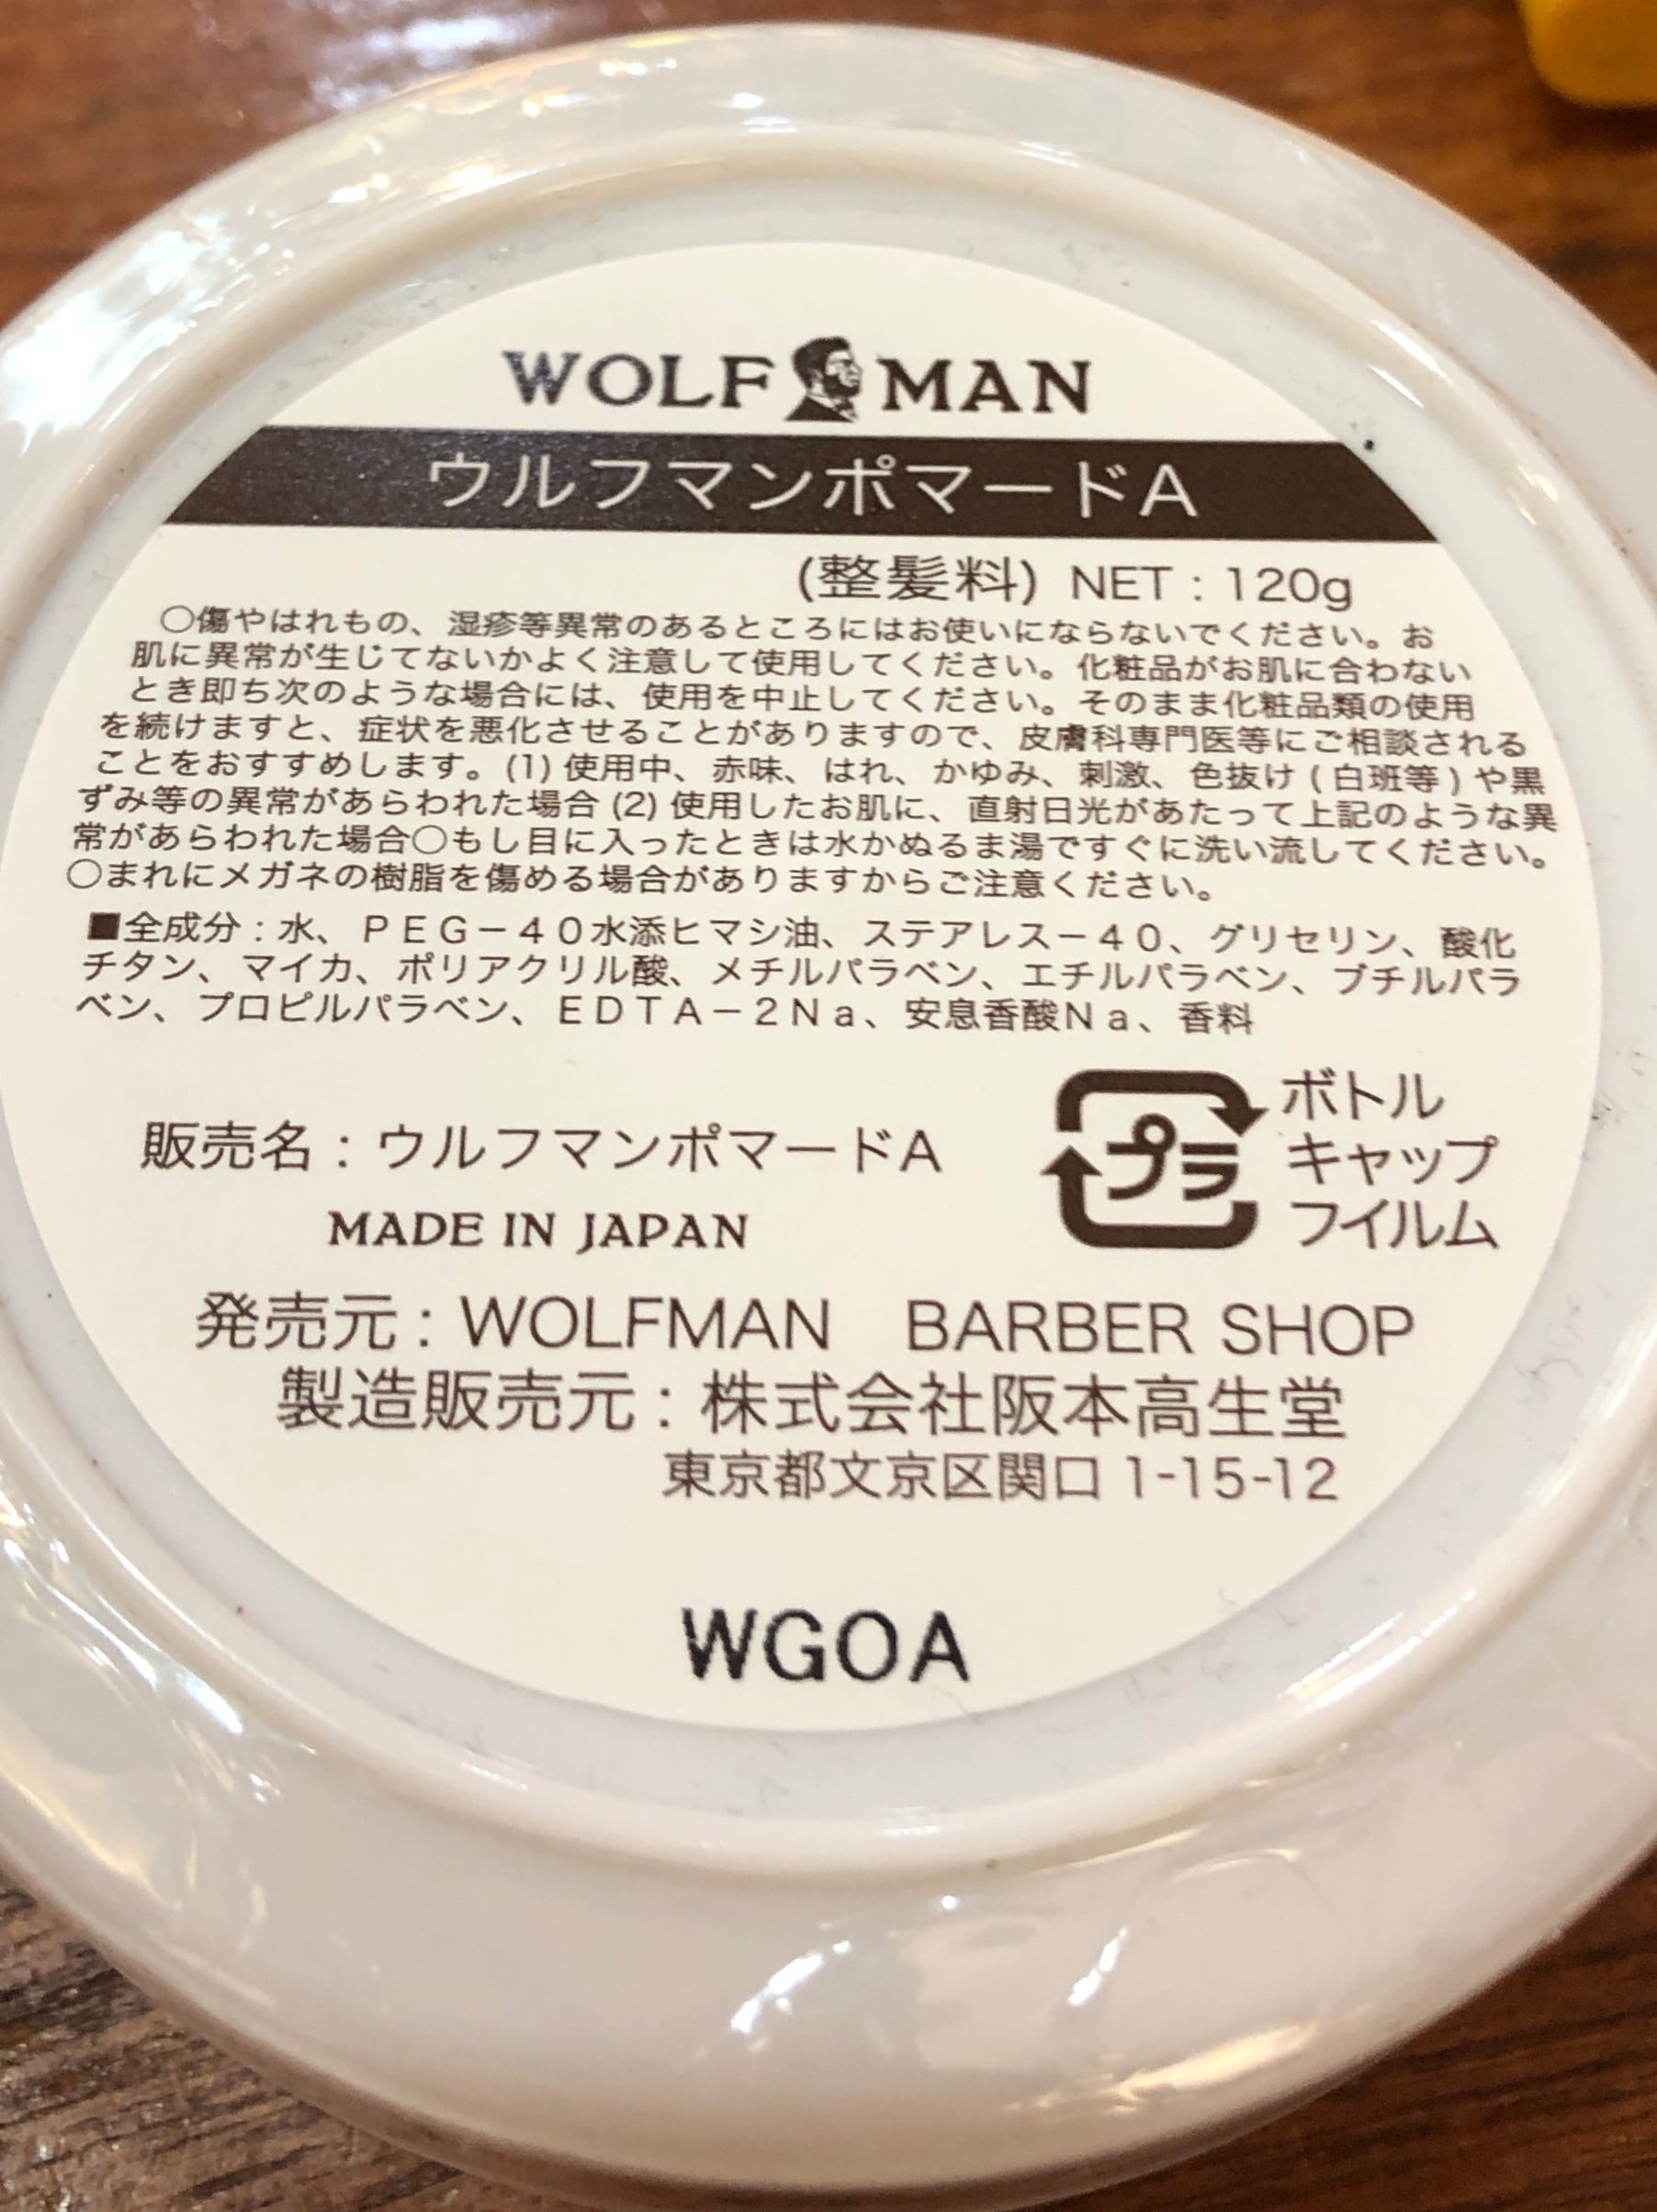 WOLF MAN
ウルフマンポマードA
(整髪料) NET : 120g
○傷やはれもの、湿疹等異常のあるところにはお使いにならないでください。お
肌に異常が生じてないかよく注意して使用してください。化粧品がお肌に合わない
とき即ち次のような場合には、使用を中止してください。そのまま化粧品類の使用
を続けますと、症状を悪化させることがありますので、皮膚科専門医等にご相談される
ことをおすすめします。(1) 使用中、赤味、はれ、かゆみ、刺激、色抜け ( 白斑等 ) や黒
ずみ等の異常があらわれた場合 (2) 使用したお肌に、直射日光があたって上記のような異
常があらわれた場合○もし目に入ったときは水かぬるま湯ですぐに洗い流してください。
○まれにメガネの樹脂を傷める場合がありますからご注意ください。
■全成分 : 水、ＰＥＧ－４０水添ヒマシ油、ステアレス－４０、グリセリン、酸化
チタン、マイカ、ポリアクリル酸、メチルパラベン、エチルパラベン、ブチルパラ
ベン、プロピルパラベン、ＥＤＴＡ－２Ｎａ、安息香酸Ｎａ、香料
販売名 : ウルフマンポマードA
MADE IN JAPAN
プラ
ボトル
キャップ
フイルム
発売元 : WOLFMAN　BARBER SHOP
製造販売元 : 株式会社阪本高生堂
東京都文京区関口 1-15-12
WGOA